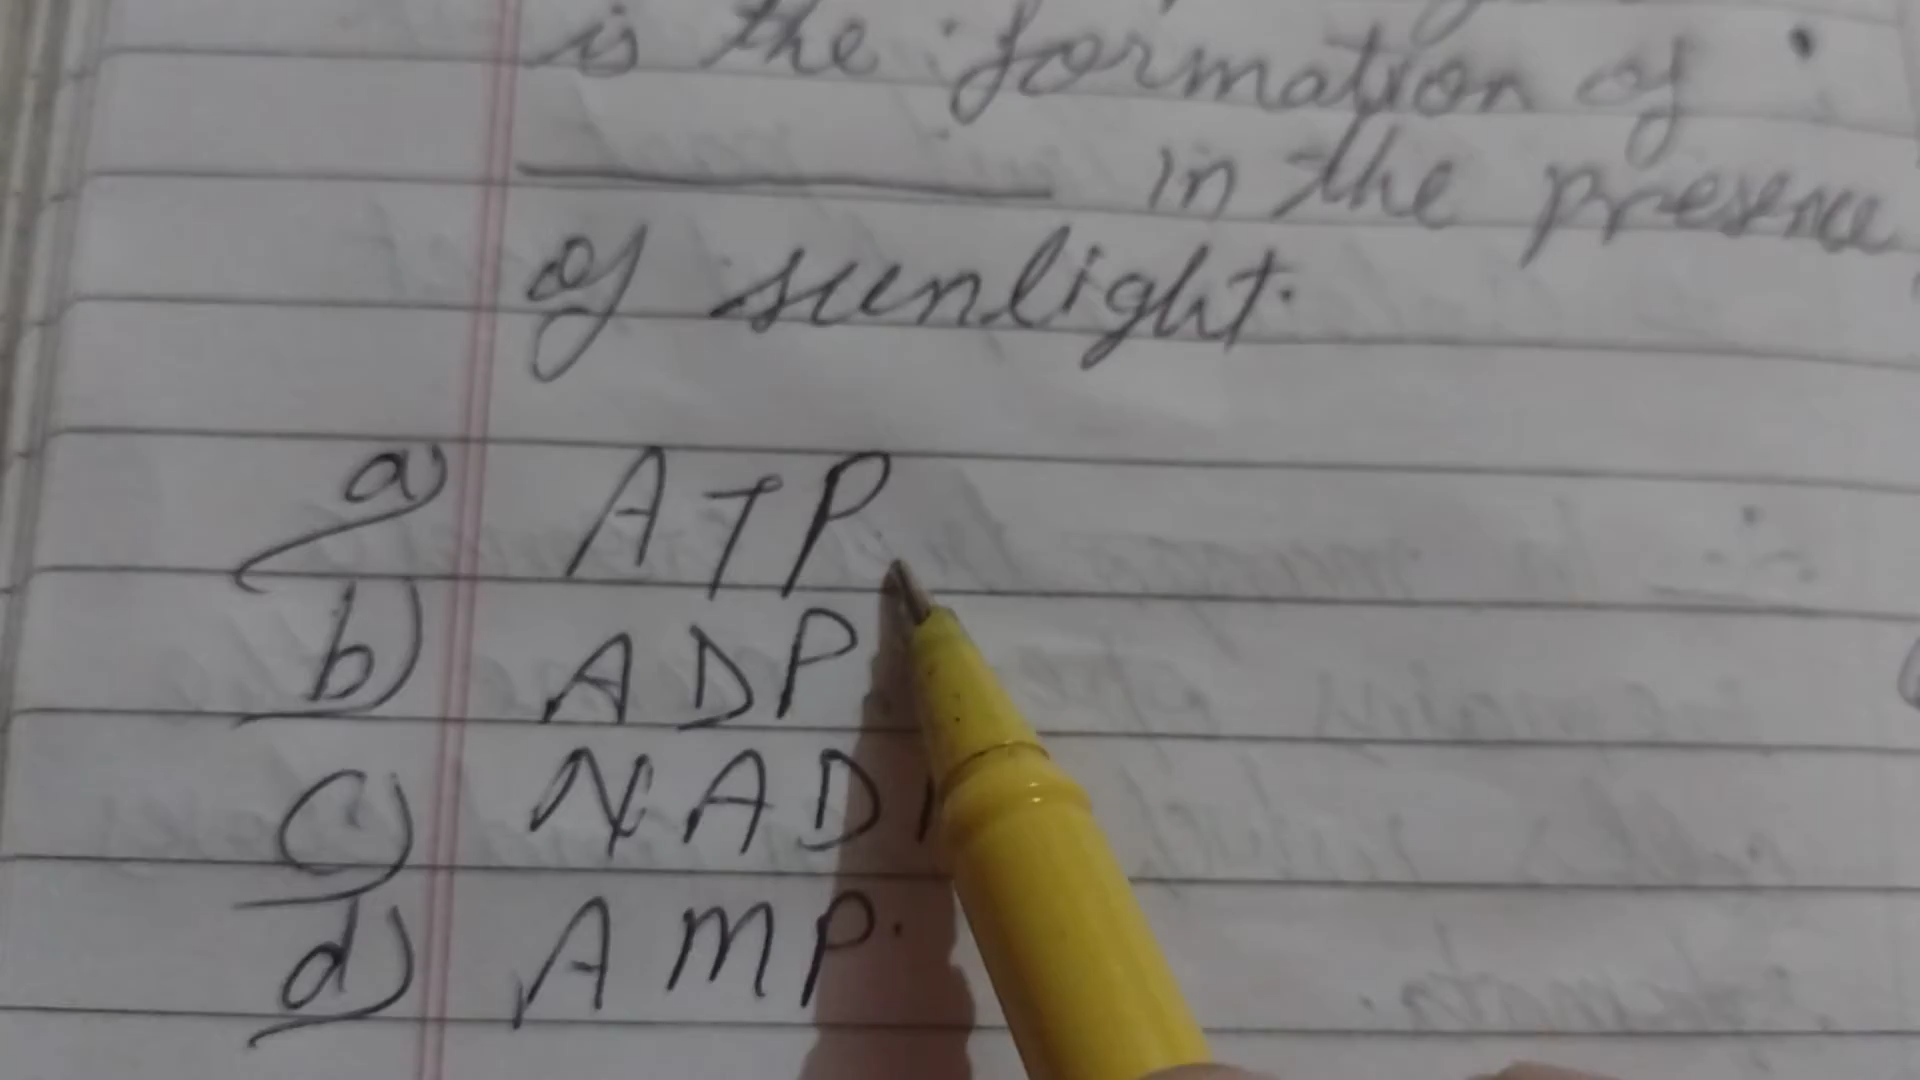 is the formation of
in the presence
of sunlight.
a) ATP
b) ADP
c) NAD
d) AMP.